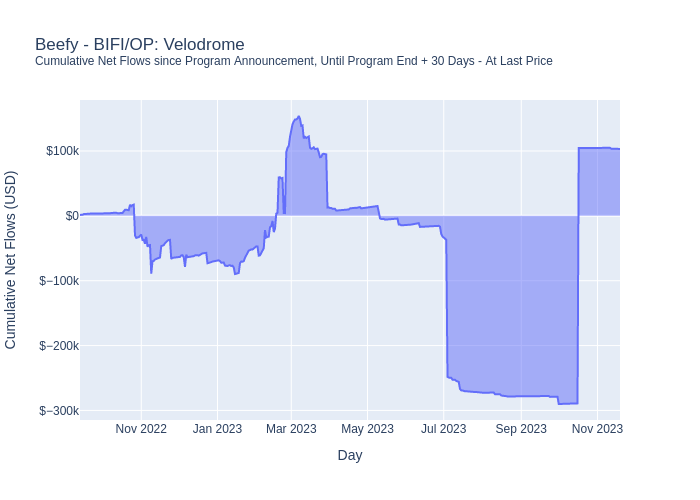 Beefy - BIFI/OP: Velodrome
Cumulative Net Flows since Program Announcement, Until Program End + 30 Days - At Last Price
Cumulative Net Flows (USD)
$100k
$0
$−100k
$−200k
$−300k
Nov 2022 Jan 2023 Mar 2023 May 2023 Jul 2023 Sep 2023 Nov 2023
Day